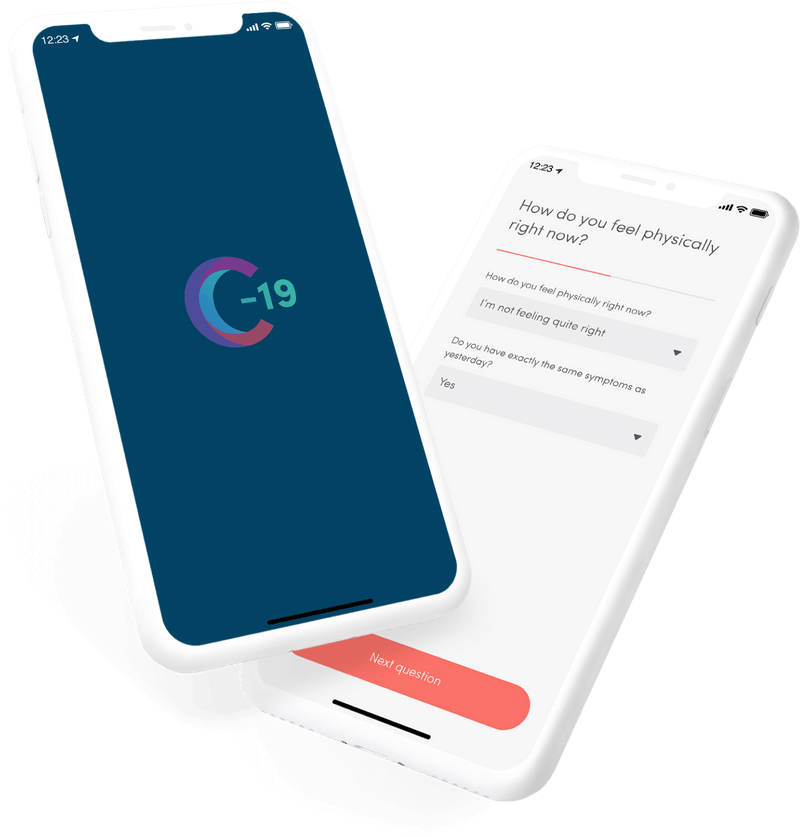 12:23
C-19
12:23
How do you feel physically
right now?
How do you feel physically right now?
I'm not feeling quite right
Do you have exactly the same symptoms as
yesterday?
Yes
Next question